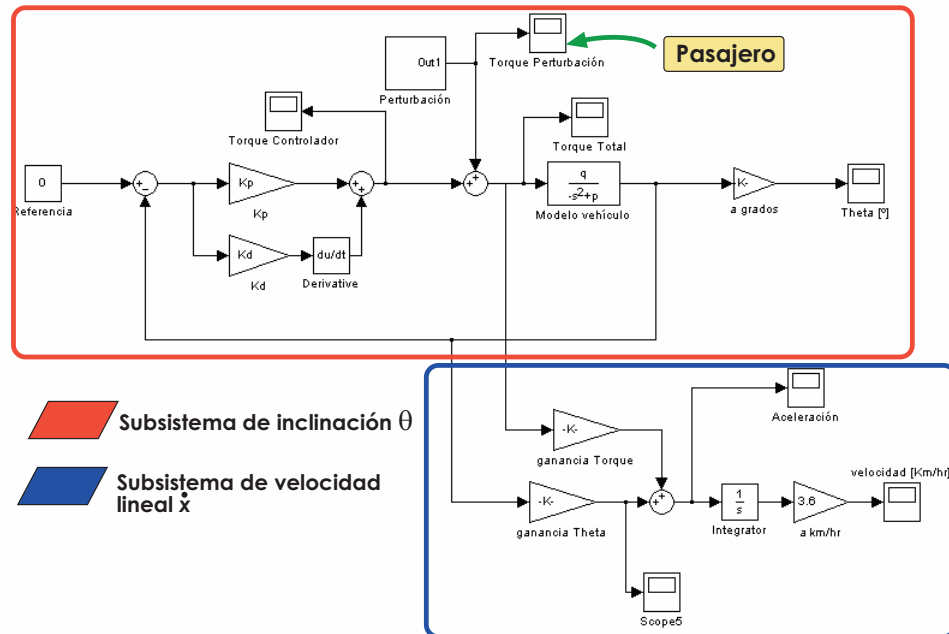 Pasajero
Out1
Perturbación
Torque Perturbación
Torque Controlador
Torque Total
0
Referencia
Kp
Kp
q
-s²+p
Modelo vehículo
K-
a grados
Theta [º]
Kd
Kd
du/dt
Derivative
Subsistema de inclinación θ
Subsistema de velocidad
lineal ẋ
Aceleración
-K-
ganancia Torque
velocidad [Km/hr]
-K-
ganancia Theta
1
s
Integrator
3.6
a km/hr
Scope5